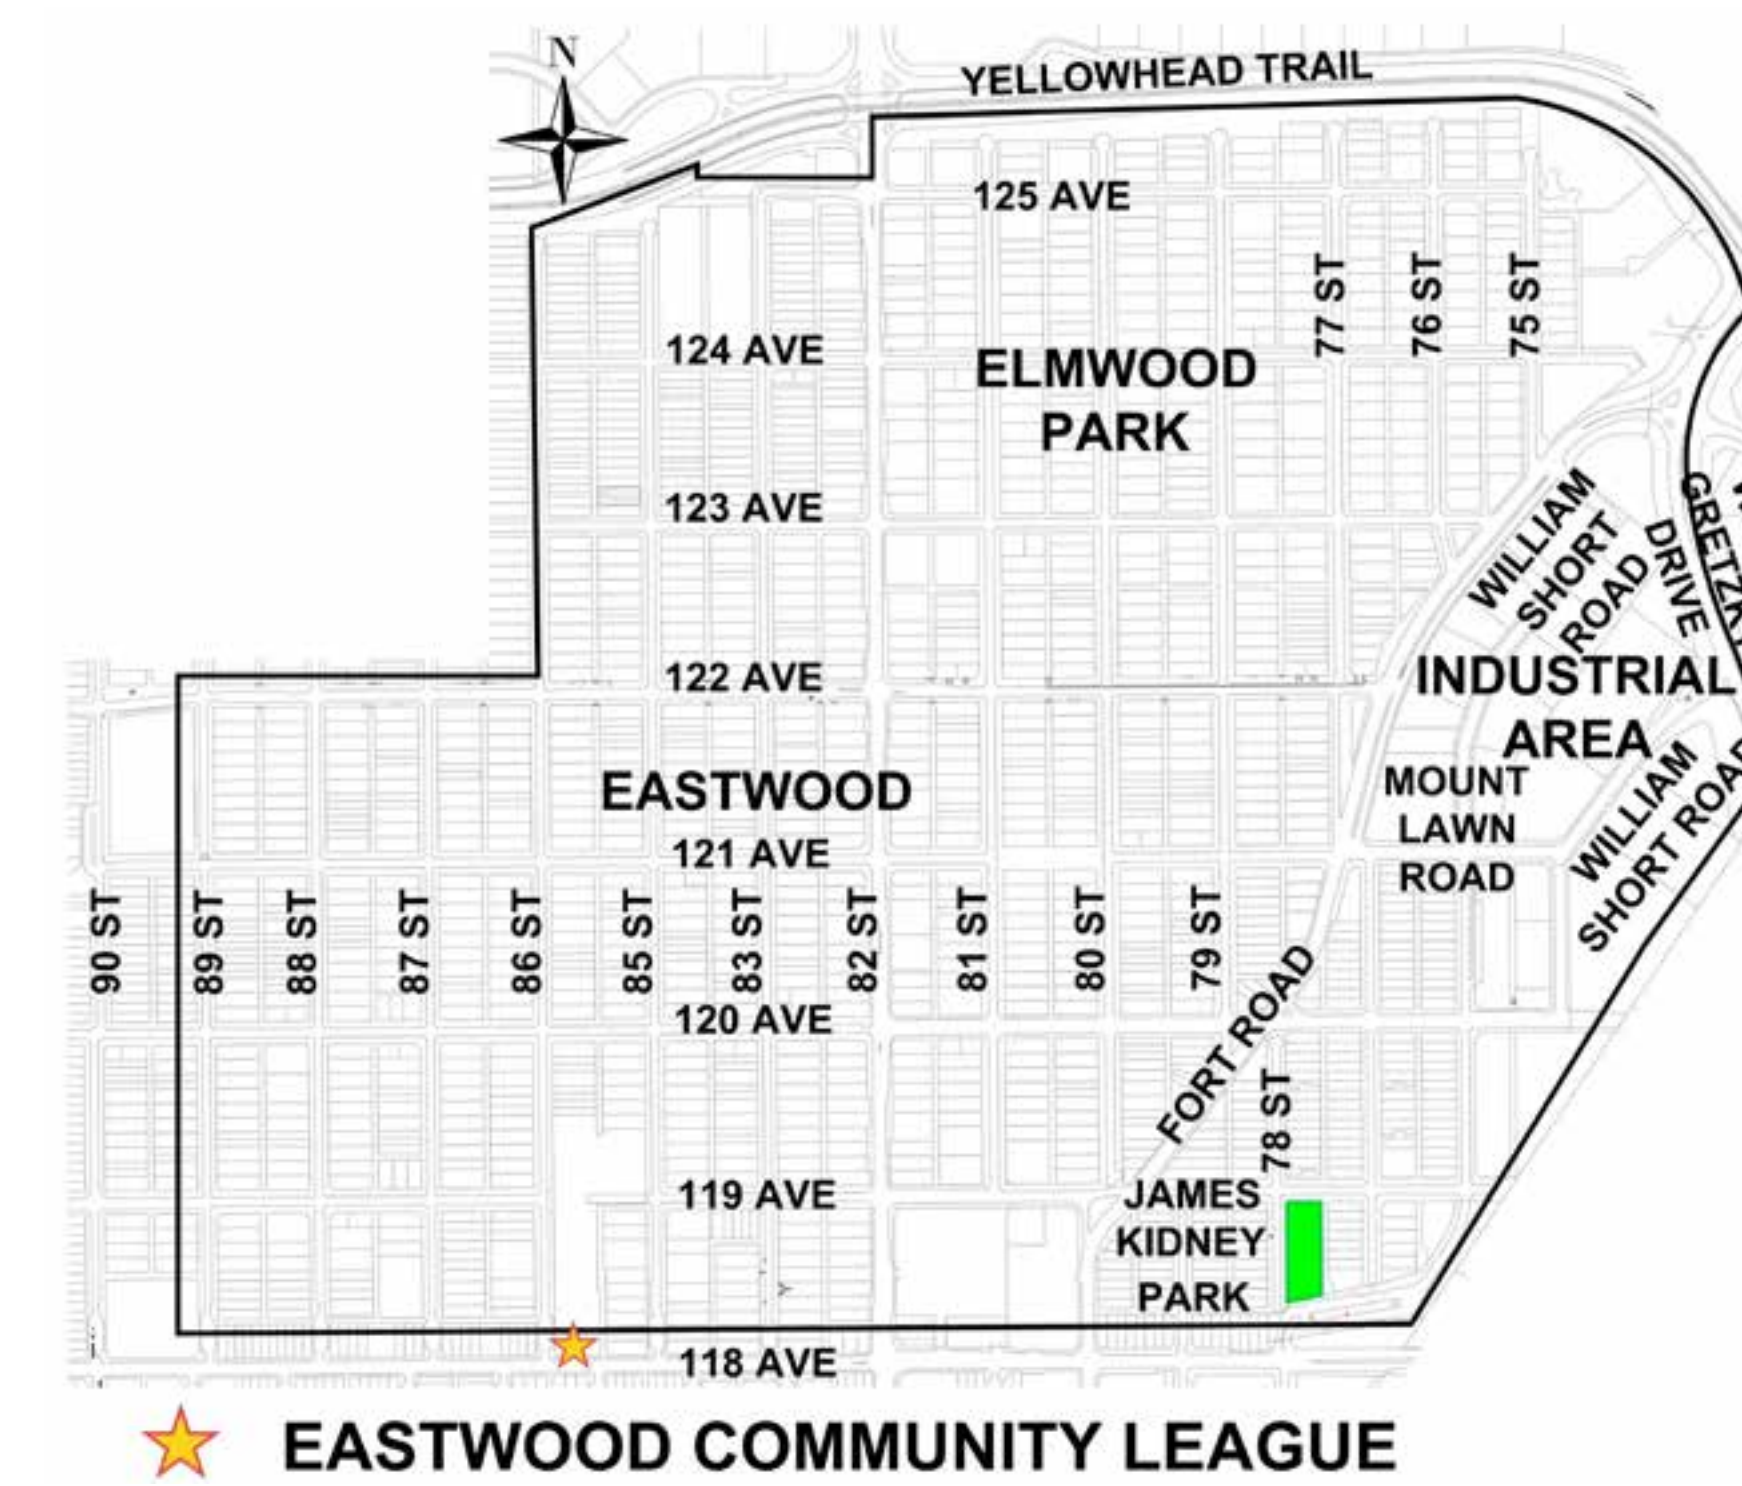 N
YELLOWHEAD TRAIL
125 AVE
77 ST
76 ST
75 ST
124 AVE
ELMWOOD
PARK
123 AVE
WILLIAM
SHORT
ROAD
DRIVE
122 AVE
INDUSTRIAL
AREA
EASTWOOD
MOUNT
LAWN
ROAD
WILLIAM
SHORT ROAD
121 AVE
90 ST
89 ST
88 ST
87 ST
86 ST
85 ST
83 ST
82 ST
81 ST
80 ST
79 ST
120 AVE
FORT ROAD
78 ST
119 AVE
JAMES
KIDNEY
PARK
118 AVE
EASTWOOD COMMUNITY LEAGUE